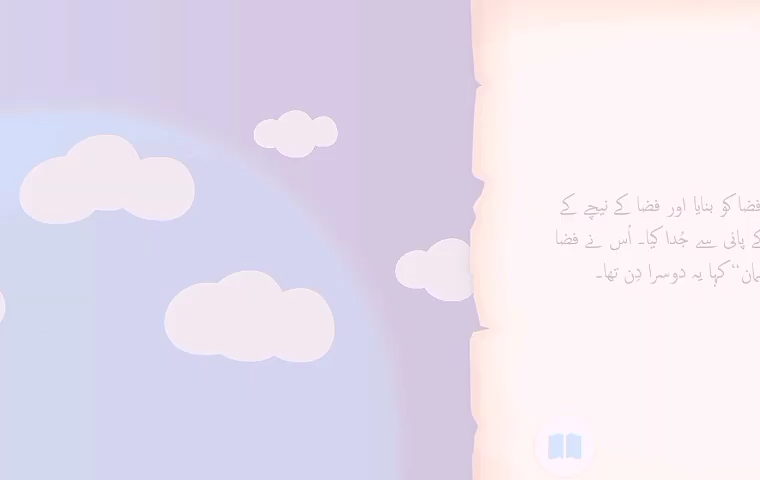 فضا کو بنایا اور فضا کے نیچے کے
کے پانی سے جُدا کیا۔ اُس نے فضا
کہا یہ دوسرا دِن تھا۔